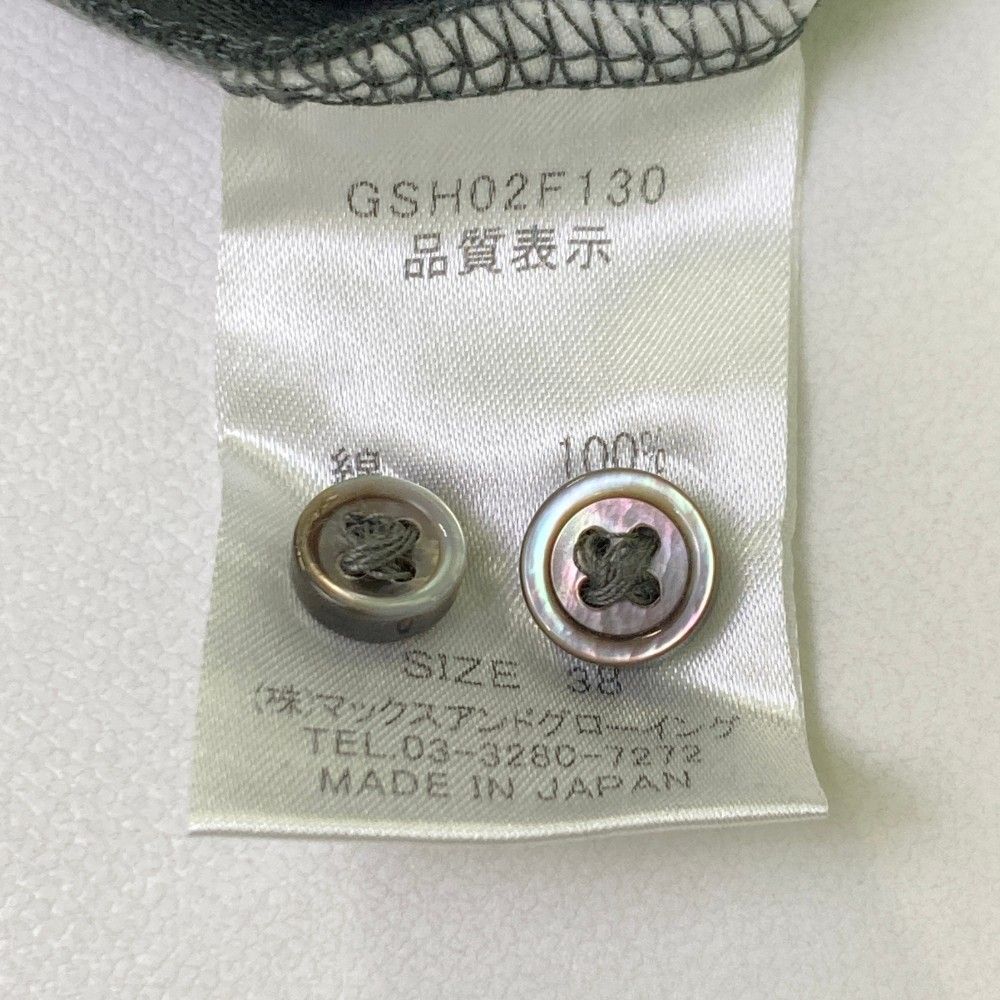 GSH02F130
品質表示
綿 100%
SIZE 38
(株)マックスアンドグローイング
TEL.03-3280-7272
MADE IN JAPAN